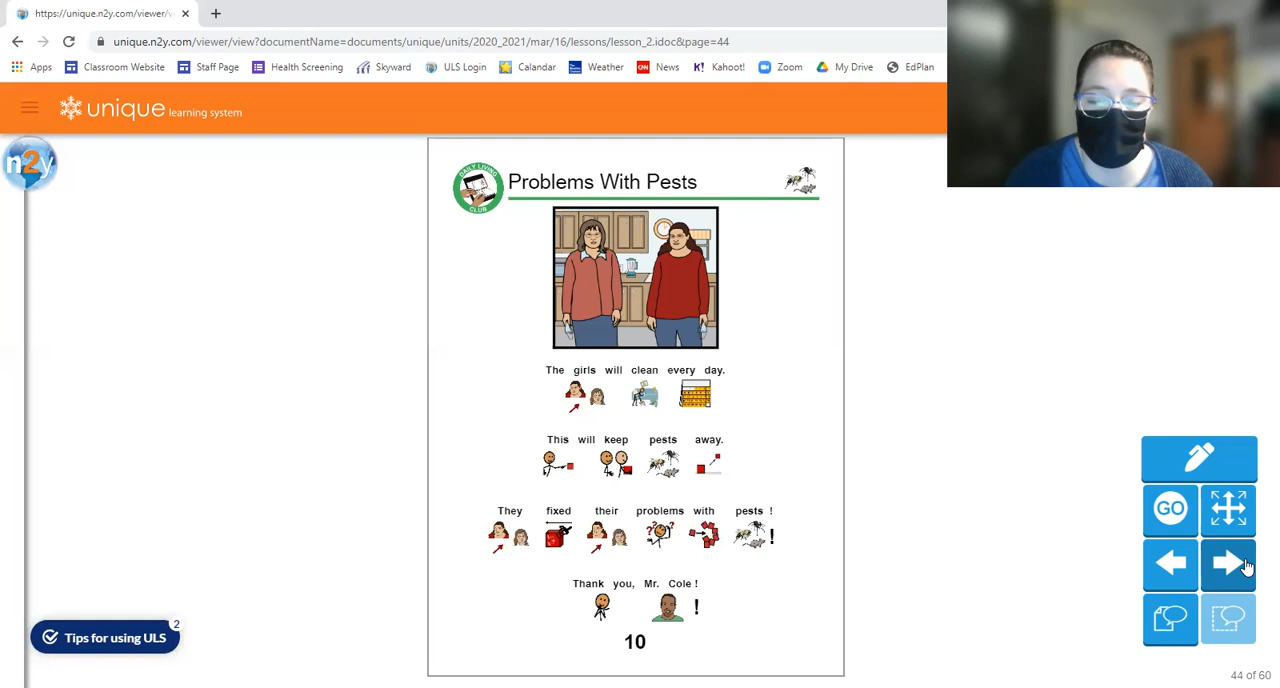 https://unique.n2y.com/viewer/v
unique.n2y.com/viewer/view?documentName=documents/unique/units/2020_2021/mar/16/lessons/lesson_2.idoc&page=44
Apps Classroom Website Staff Page Health Screening Skyward ULS Login Calandar Weather CNN News K! Kahoot! Zoom My Drive EdPlan
unique learning system
n2y
DAILY LIVING CLUB
Problems With Pests
The girls will clean every day.
This will keep pests away.
They fixed their problems with pests !
Thank you, Mr. Cole !
10
GO
Tips for using ULS 2
44 of 60